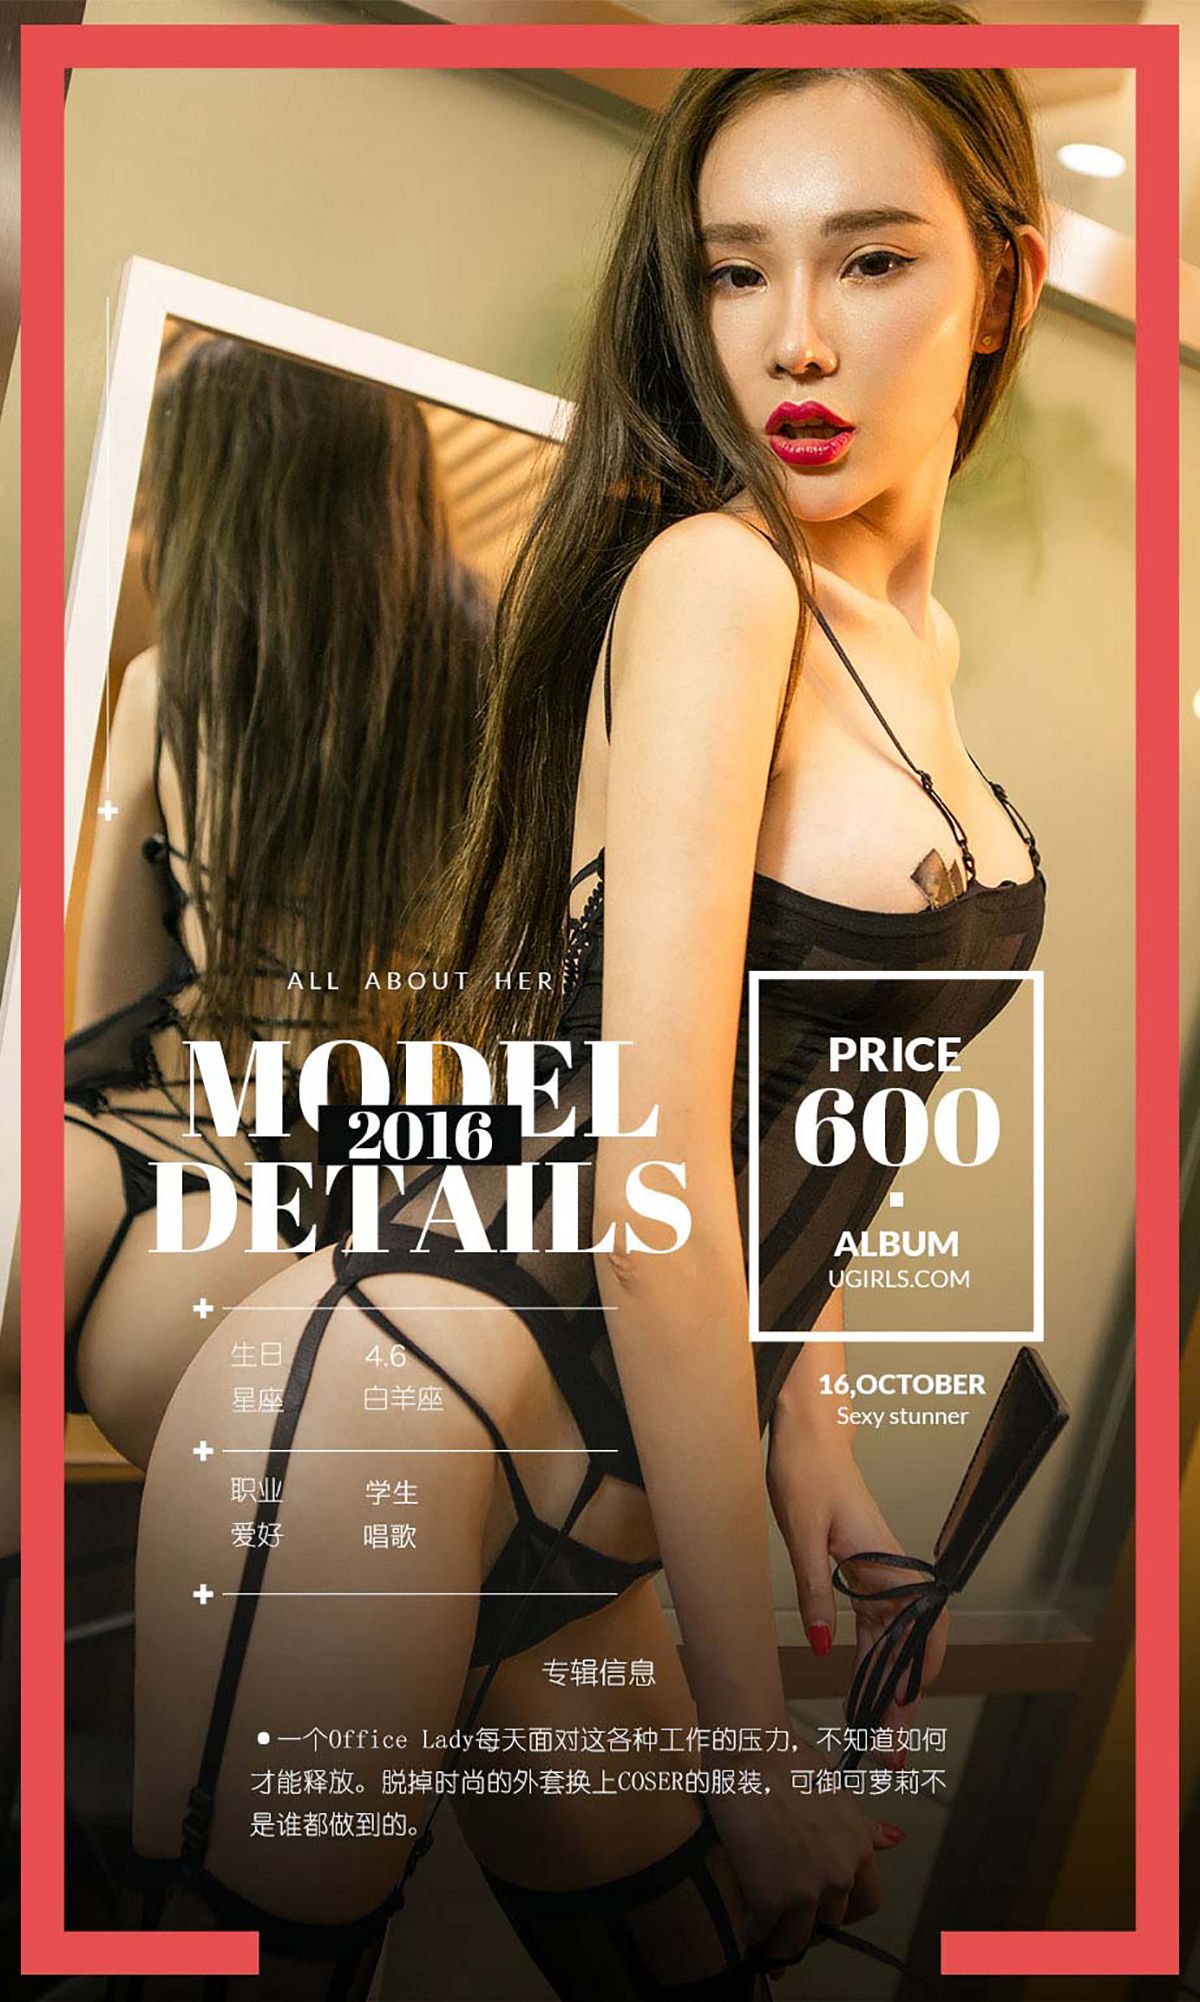 ALL ABOUT HER
MODEL
2016
DETAILS
PRICE
600
ALBUM
UGIRLS.COM
16,OCTOBER
Sexy stunner
生日 4.6
星座 白羊座
职业 学生
爱好 唱歌
专辑信息
●一个Office Lady每天面对这各种工作的压力，不知道如何
才能释放。脱掉时尚的外套换上COSER的服装，可御可萝莉不
是谁都做到的。